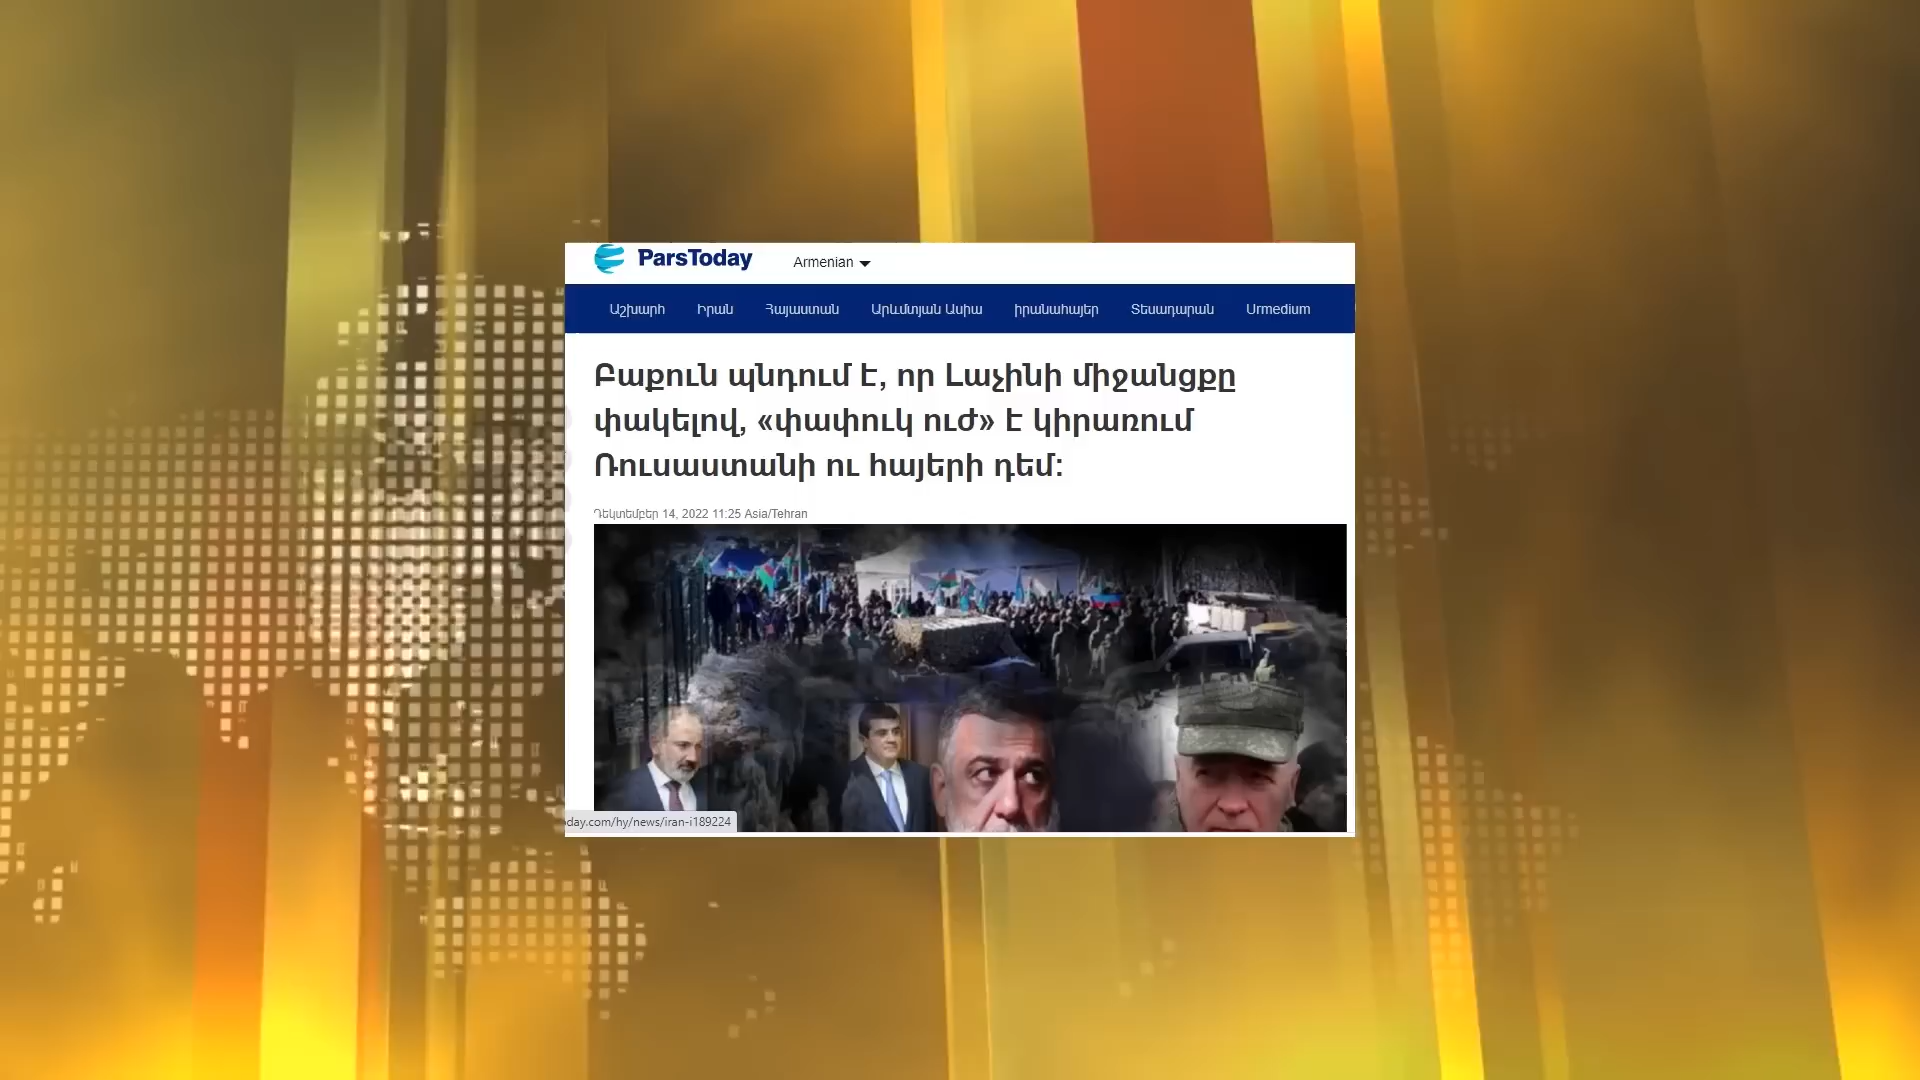 ParsToday
Armenian
Աշխարհ Իրան Հայաստան Արևմտյան Ասիա իրանահայեր Տեսադարան Urmedium
Բաքուն պնդում է, որ Լաչինի միջանցքը
փակելով, «փափուկ ուժ» է կիրառում
Ռուսաստանի ու հայերի դեմ:
Դեկտեմբեր 14, 2022 11:25 Asia/Tehran
day.com/hy/news/iran-i189224